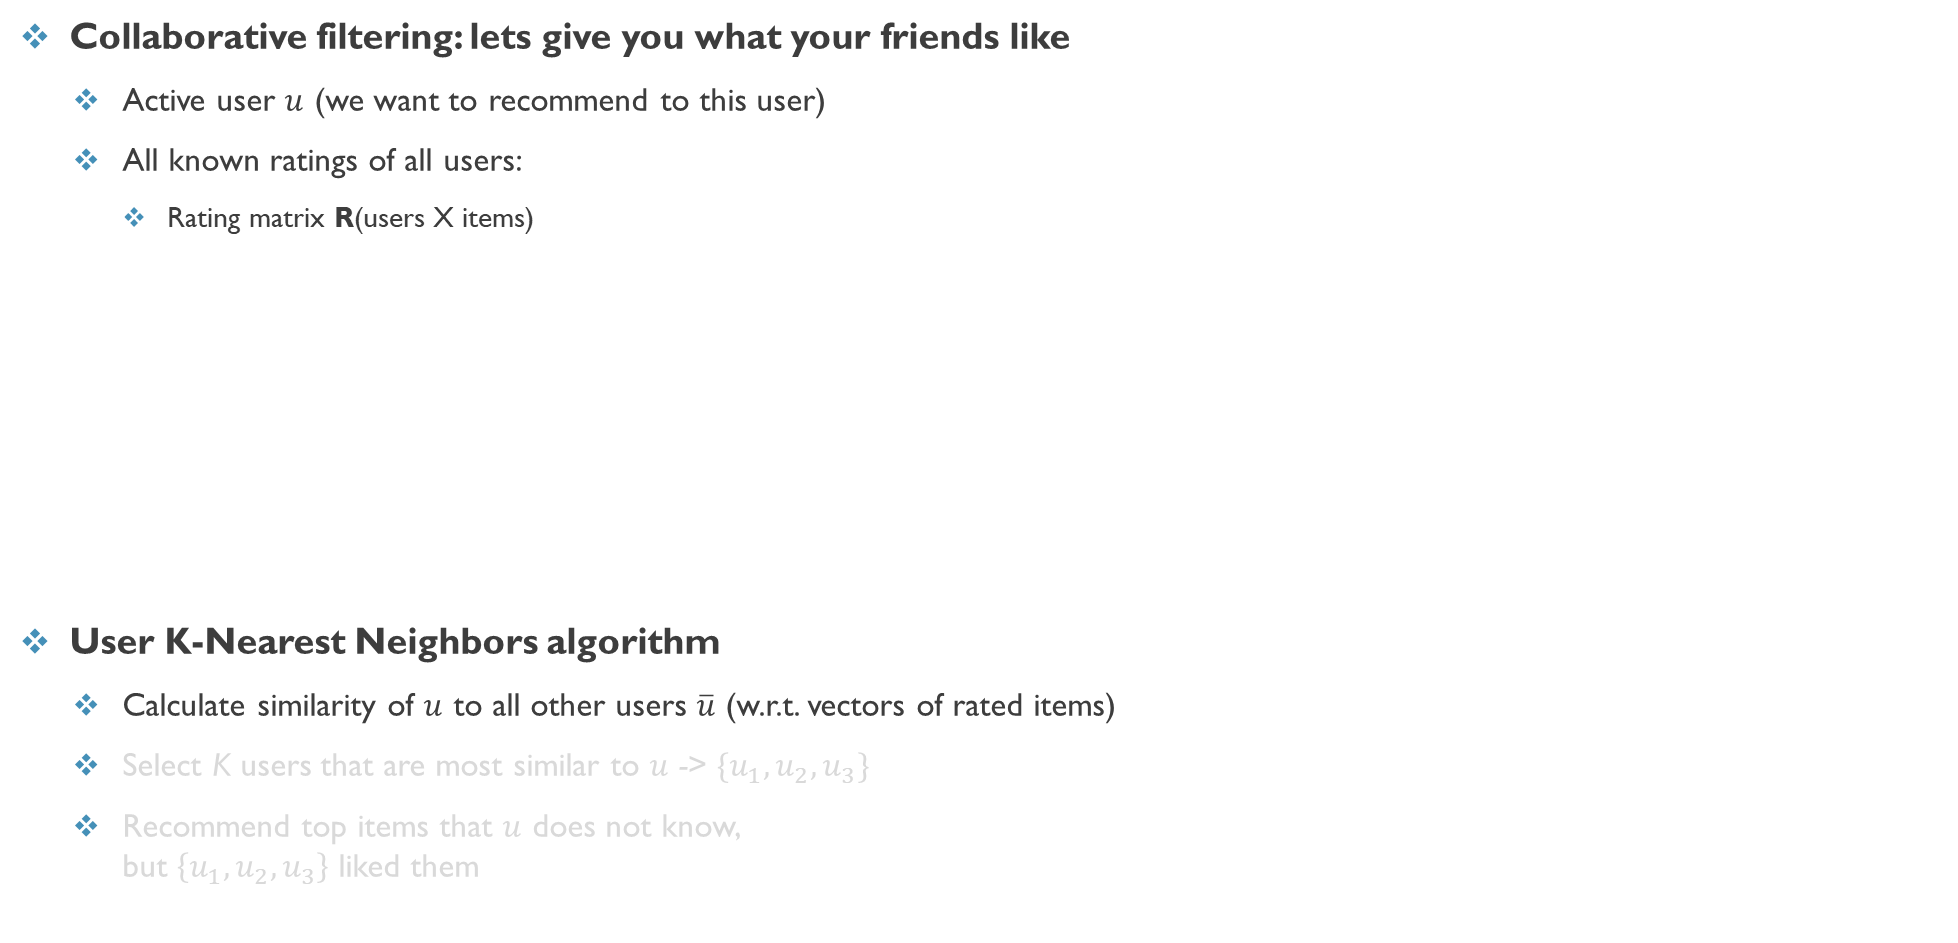 ❖ Collaborative filtering: lets give you what your friends like
❖ Active user u (we want to recommend to this user)
❖ All known ratings of all users:
❖ Rating matrix R(users X items)
❖ User K-Nearest Neighbors algorithm
❖ Calculate similarity of u to all other users ū (w.r.t. vectors of rated items)
❖ Select K users that are most similar to u -> {u₁, u₂, u₃}
❖ Recommend top items that u does not know,
but {u₁, u₂, u₃} liked them